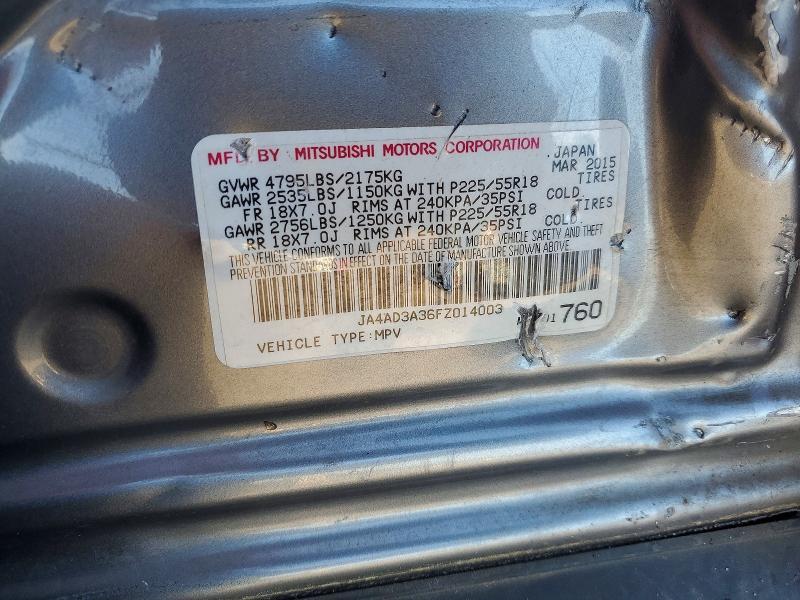 MFD. BY MITSUBISHI MOTORS CORPORATION JAPAN
MAR 2015
GVWR 4795LBS/2175KG
GAWR 2535LBS/1150KG WITH P225/55R18 TIRES
FR 18X7.0J RIMS AT 240KPA/35PSI COLD.
GAWR 2756LBS/1250KG WITH P225/55R18 TIRES
RR 18X7.0J RIMS AT 240KPA/35PSI COLD.
THIS VEHICLE CONFORMS TO ALL APPLICABLE FEDERAL MOTOR VEHICLE SAFETY AND THEFT
PREVENTION STANDARDS IN EFFECT ON THE DATE OF MANUFACTURE SHOWN ABOVE.
JA4AD3A36FZ014003 760
VEHICLE TYPE:MPV